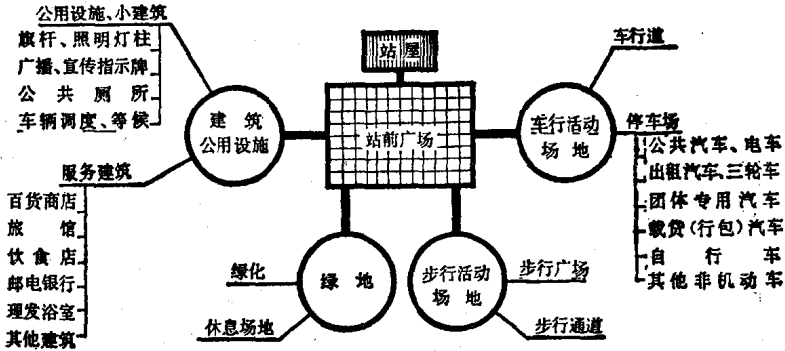 公用设施、小建筑
旗杆、照明灯柱
广播、宣传指示牌
公共厕所
车辆调度、等候
建筑
公用设施
服务建筑
百货商店
旅馆
饮食店
邮电银行
理发浴室
其他建筑
站屋
站前广场
车行活动
场地
车行道
停车场
公共汽车、电车
出租汽车、三轮车
团体专用汽车
载货(行包)汽车
自行车
其他非机动车
绿地
绿化
休息场地
步行活动
场地
步行广场
步行通道